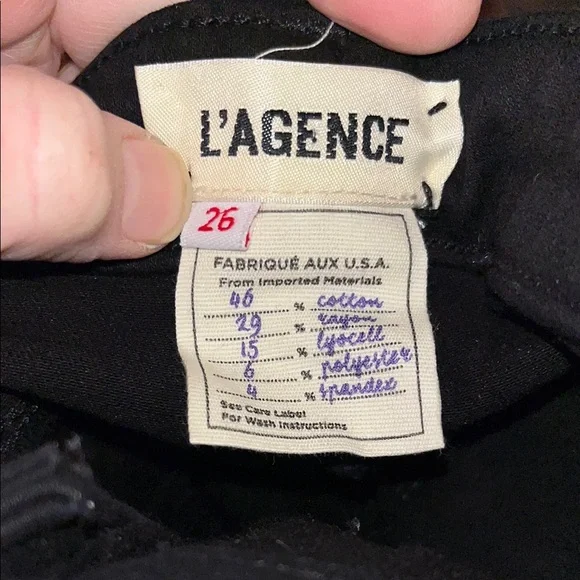 L'AGENCE
26
FABRIQUÉ AUX U.S.A.
From Imported Materials
46 % cotton
29 % rayon
15 % lyocell
6 % polyester
4 % spandex
See Care Label
For Wash Instructions